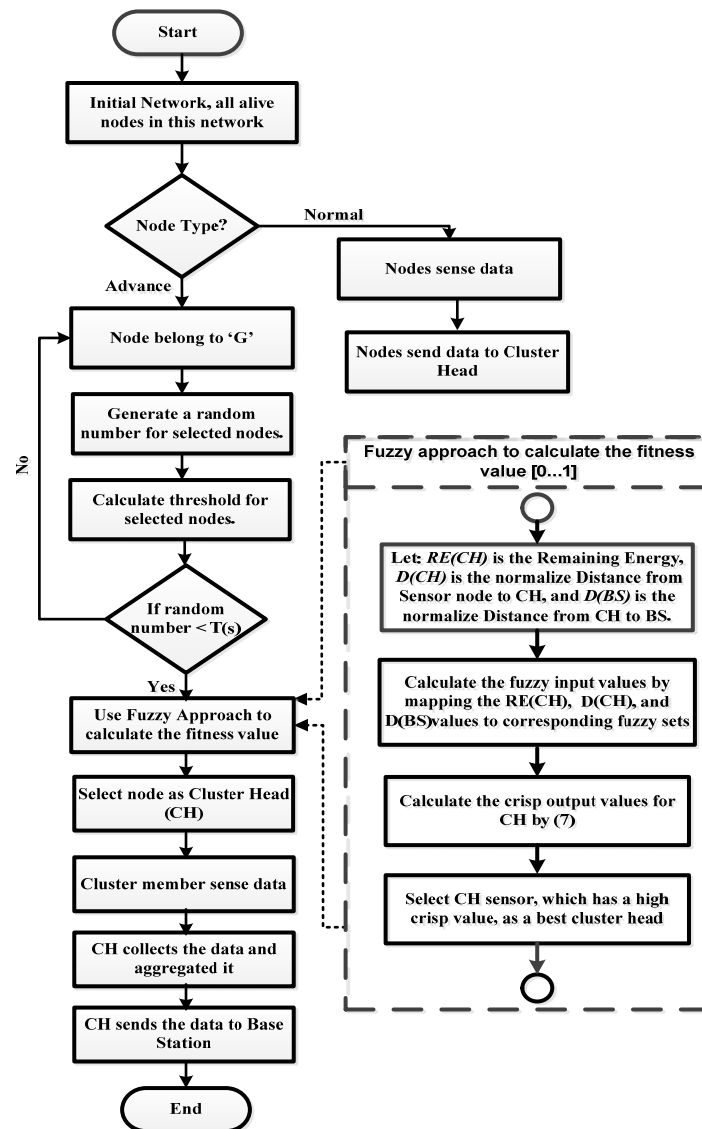 Start
Initial Network, all alive
nodes in this network
Node Type?
Normal
Advance
Nodes sense data
Nodes send data to Cluster
Head
Node belong to ‘G’
Generate a random
number for selected nodes.
Calculate threshold for
selected nodes.
No
If random
number < T(s)
Yes
Use Fuzzy Approach to
calculate the fitness value
Select node as Cluster Head
(CH)
Cluster member sense data
CH collects the data and
aggregated it
CH sends the data to Base
Station
End
Fuzzy approach to calculate the fitness
value [0...1]
Let: RE(CH) is the Remaining Energy,
D(CH) is the normalize Distance from
Sensor node to CH, and D(BS) is the
normalize Distance from CH to BS.
Calculate the fuzzy input values by
mapping the RE(CH), D(CH), and
D(BS)values to corresponding fuzzy sets
Calculate the crisp output values for
CH by (7)
Select CH sensor, which has a high
crisp value, as a best cluster head